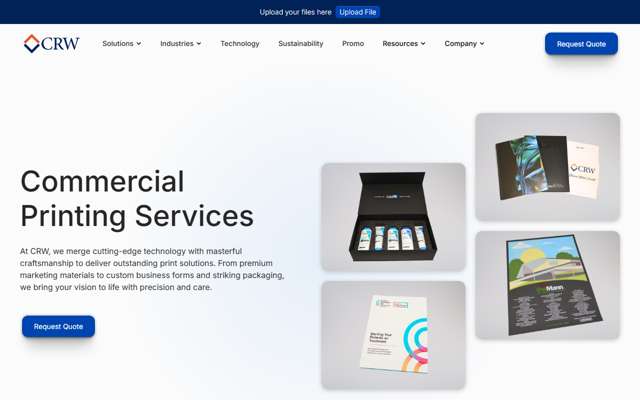 Upload your files here Upload File
CRW
Solutions Industries Technology Sustainability Promo Resources Company
Request Quote
Commercial
Printing Services
At CRW, we merge cutting-edge technology with masterful
craftsmanship to deliver outstanding print solutions. From premium
marketing materials to custom business forms and striking packaging,
we bring your vision to life with precision and care.
Request Quote
CRW
Mann